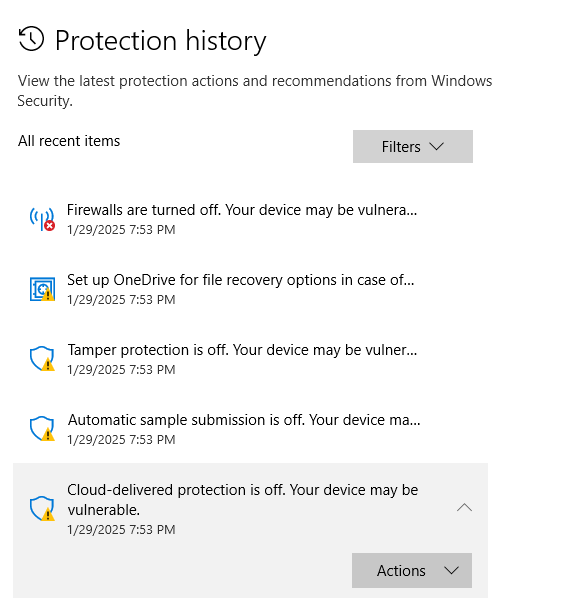 Protection history
View the latest protection actions and recommendations from Windows
Security.
All recent items
Filters
Firewalls are turned off. Your device may be vulnera...
1/29/2025 7:53 PM
Set up OneDrive for file recovery options in case of...
1/29/2025 7:53 PM
Tamper protection is off. Your device may be vulner...
1/29/2025 7:53 PM
Automatic sample submission is off. Your device ma...
1/29/2025 7:53 PM
Cloud-delivered protection is off. Your device may be
vulnerable.
1/29/2025 7:53 PM
Actions